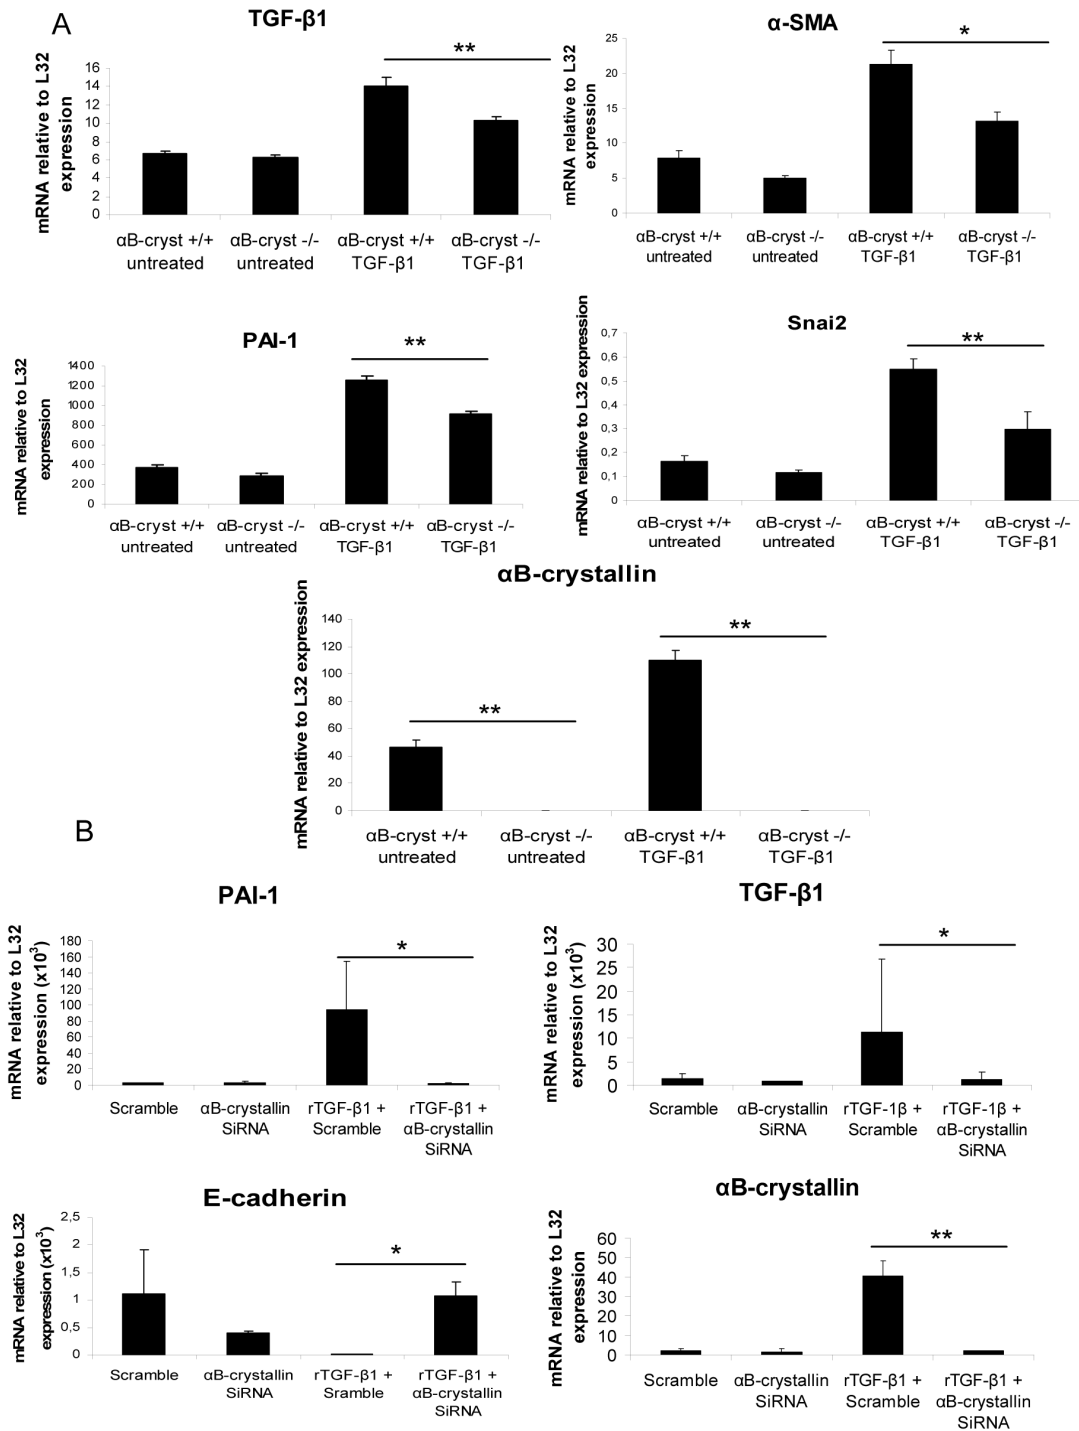 A
TGF-β1
mRNA relative to L32
expression
16
14
12
10
8
6
4
2
0
**
αB-cryst +/+
untreated
αB-cryst -/-
untreated
αB-cryst +/+
TGF-β1
αB-cryst -/-
TGF-β1
α-SMA
mRNA relative to L32
expression
25
20
15
10
5
0
*
αB-cryst +/+
untreated
αB-cryst -/-
untreated
αB-cryst +/+
TGF-β1
αB-cryst -/-
TGF-β1
PAI-1
mRNA relative to L32
expression
1400
1200
1000
800
600
400
200
0
**
αB-cryst +/+
untreated
αB-cryst -/-
untreated
αB-cryst +/+
TGF-β1
αB-cryst -/-
TGF-β1
Snai2
mRNA relative to L32 expression
0,7
0,6
0,5
0,4
0,3
0,2
0,1
0
**
αB-cryst +/+
untreated
αB-cryst -/-
untreated
αB-cryst +/+
TGF-β1
αB-cryst -/-
TGF-β1
αB-crystallin
mRNA relative to L32 expression
140
120
100
80
60
40
20
0
**
**
αB-cryst +/+
untreated
αB-cryst -/-
untreated
αB-cryst +/+
TGF-β1
αB-cryst -/-
TGF-β1
B
PAI-1
mRNA relative to L32
expression (x10³)
180
160
140
120
100
80
60
40
20
0
*
Scramble
αB-crystallin
SiRNA
rTGF-β1 +
Scramble
rTGF-β1 +
αB-crystallin
SiRNA
TGF-β1
mRNA relative to L32
expression (x10³)
30
25
20
15
10
5
0
*
Scramble
αB-crystallin
SiRNA
rTGF-1β +
Scramble
rTGF-1β +
αB-crystallin
SiRNA
E-cadherin
mRNA relative to L32
expression (x10³)
2,5
2
1,5
1
0,5
0
*
Scramble
αB-crystallin
SiRNA
rTGF-β1 +
Sramble
rTGF-β1 +
αB-crystallin
SiRNA
αB-crystallin
mRNA relative to L32
expression
60
50
40
30
20
10
0
**
Scramble
αB-crystallin
SiRNA
rTGF-β1 +
Scramble
rTGF-β1 +
αB-crystallin
SiRNA